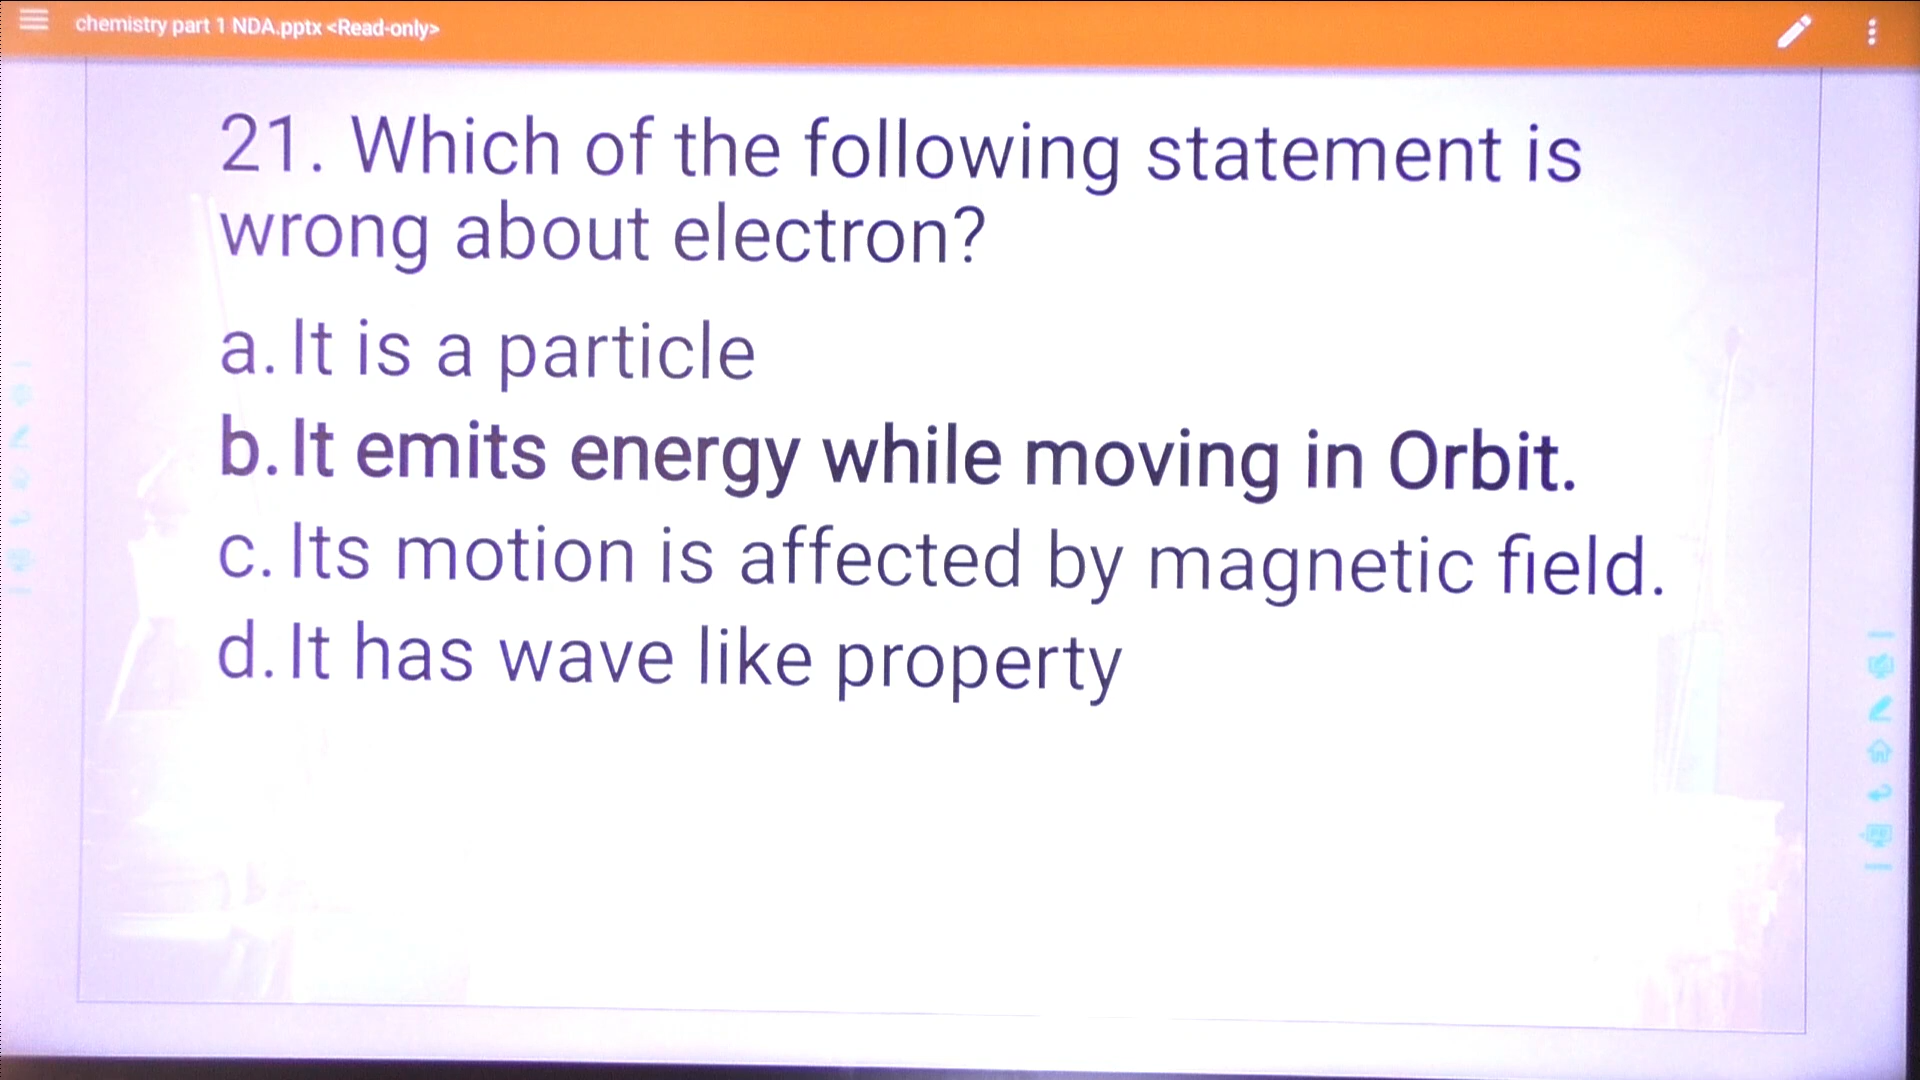 chemistry part 1 NDA.pptx <Read-only>
21. Which of the following statement is
wrong about electron?
a. It is a particle
b. It emits energy while moving in Orbit.
c. Its motion is affected by magnetic field.
d. It has wave like property